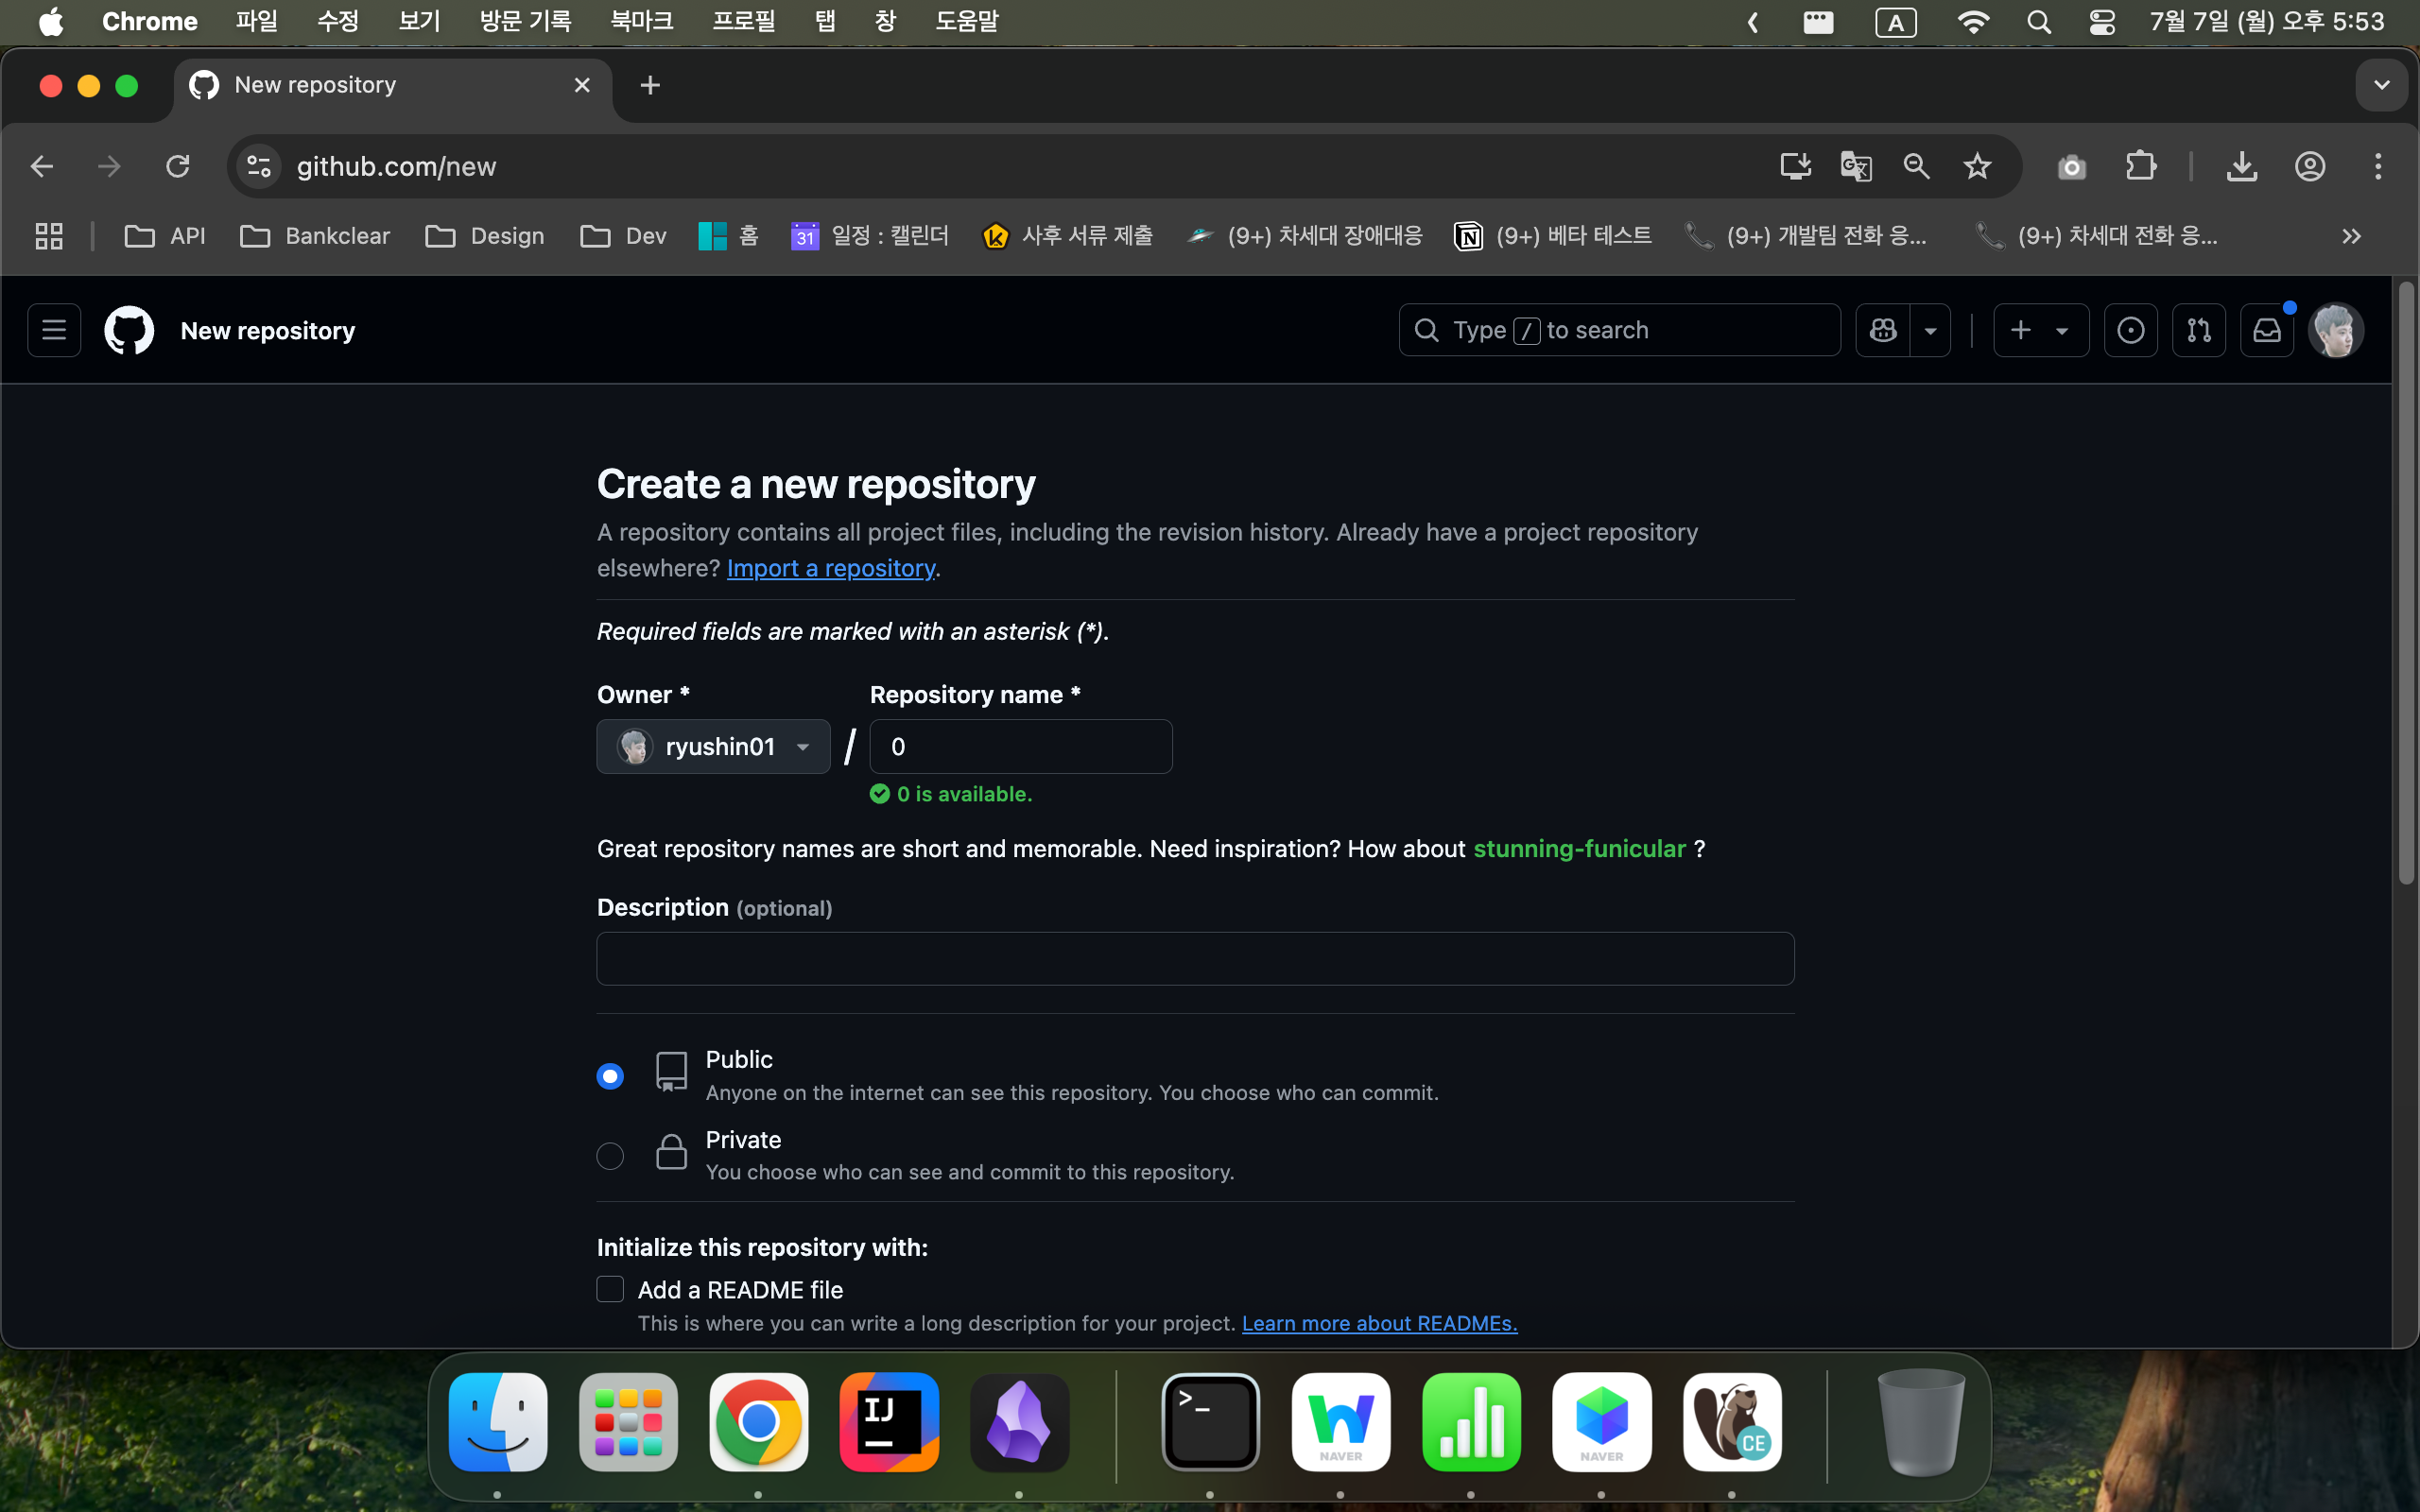 Chrome 파일 수정 보기 방문 기록 북마크 프로필 탭 창 도움말 A 7월 7일 (월) 오후 5:53
New repository
github.com/new
API Bankclear Design Dev 홈 31 일정 : 캘린더 사후 서류 제출 (9+) 차세대 장애대응 (9+) 베타 테스트 (9+) 개발팀 전화 응... (9+) 차세대 전화 응...
New repository Type / to search
Create a new repository
A repository contains all project files, including the revision history. Already have a project repository
elsewhere? Import a repository.
Required fields are marked with an asterisk (*).
Owner * Repository name *
ryushin01 / 0
0 is available.
Great repository names are short and memorable. Need inspiration? How about stunning-funicular ?
Description (optional)
Public
Anyone on the internet can see this repository. You choose who can commit.
Private
You choose who can see and commit to this repository.
Initialize this repository with:
Add a README file
This is where you can write a long description for your project. Learn more about READMEs.
IJ
>_
NAVER
NAVER
CE